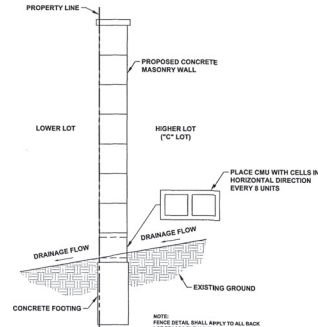 PROPERTY LINE
PROPOSED CONCRETE
MASONRY WALL
LOWER LOT
HIGHER LOT
("C" LOT)
PLACE CMU WITH CELLS IN
HORIZONTAL DIRECTION
EVERY 8 UNITS
DRAINAGE FLOW
DRAINAGE FLOW
EXISTING GROUND
CONCRETE FOOTING
NOTE:
FENCE DETAIL SHALL APPLY TO ALL BACK